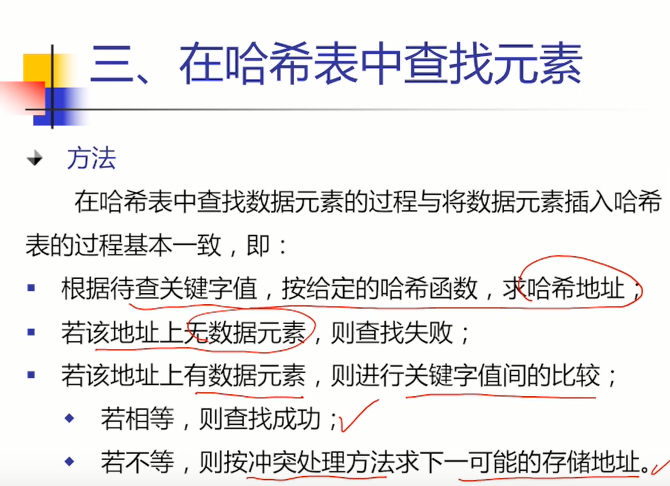 三、在哈希表中查找元素
方法
在哈希表中查找数据元素的过程与将数据元素插入哈希
表的过程基本一致，即：
根据待查关键字值，按给定的哈希函数，求哈希地址；
若该地址上无数据元素，则查找失败；
若该地址上有数据元素，则进行关键字值间的比较；
若相等，则查找成功；
若不等，则按冲突处理方法求下一可能的存储地址。